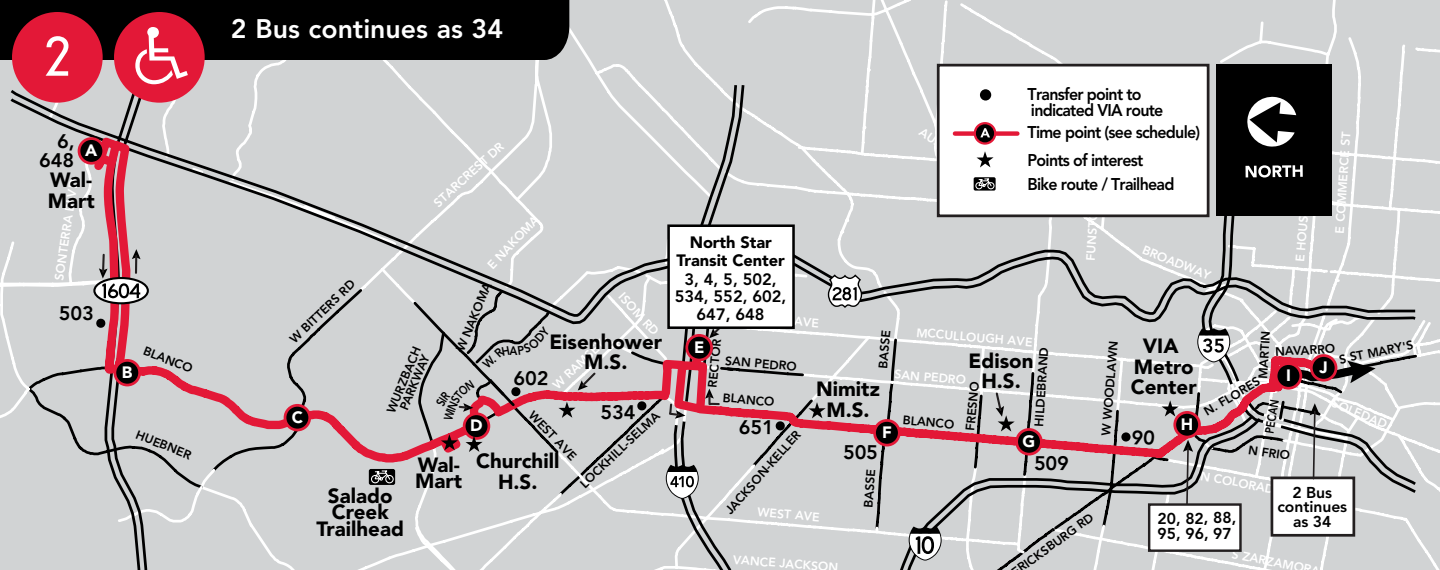 2
2 Bus continues as 34
Transfer point to
indicated VIA route
A
Time point (see schedule)
Points of interest
Bike route / Trailhead
NORTH
6,
648
A
Wal-
Mart
SONTERRA
1604
503
B
BLANCO
HUEBNER
C
W BITTERS RD
STARCREST DR
E NAKOMA
W NAKOMA
W. RHAPSODY
WURZBACH
PARKWAY
SIR
WINSTON
D
Wal-
Mart
Churchill
H.S.
Salado
Creek
Trailhead
602
WEST AVE
Eisenhower
M.S.
ISOM RD
534
LOCKHILL-SELMA
North Star
Transit Center
3, 4, 5, 502,
534, 552, 602,
647, 648
E
RECTOR
SAN PEDRO
BLANCO
410
281
AVE
651
JACKSON-KELLER
Nimitz
M.S.
BASSE
F
505
BASSE
BLANCO
MCCULLOUGH AVE
SAN PEDRO
WEST AVE
VANCE JACKSON
Edison
H.S.
FRESNO
HILDEBRAND
G
509
W WOODLAWN
90
10
BROADWAY
35
VIA
Metro
Center
H
20, 82, 88,
95, 96, 97
N. FLORES
MARTIN
NAVARRO
I
J
S ST MARY'S
PECAN
N FRIO
E COMMERCE ST
2 Bus
continues
as 34